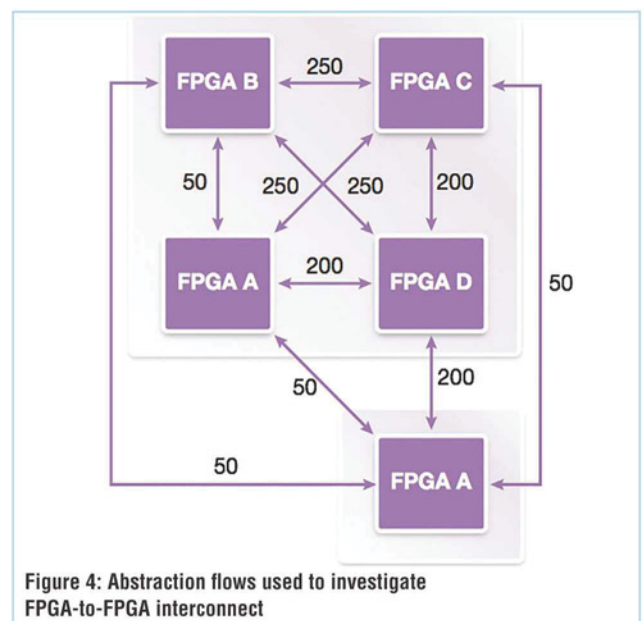 FPGA B
250
FPGA C
50
250
250
200
FPGA A
200
FPGA D
50
50
200
50
FPGA A
Figure 4: Abstraction flows used to investigate
FPGA-to-FPGA interconnect